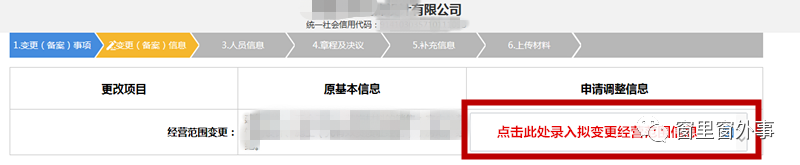 有限公司
统一社会信用代码：
1.变更（备案）事项 变更（备案）信息 3.人员信息 4.章程及决议 5.补充信息 6.上传材料
更改项目 原基本信息 申请调整信息
经营范围变更： 点击此处录入拟变更经营
窗里窗外事